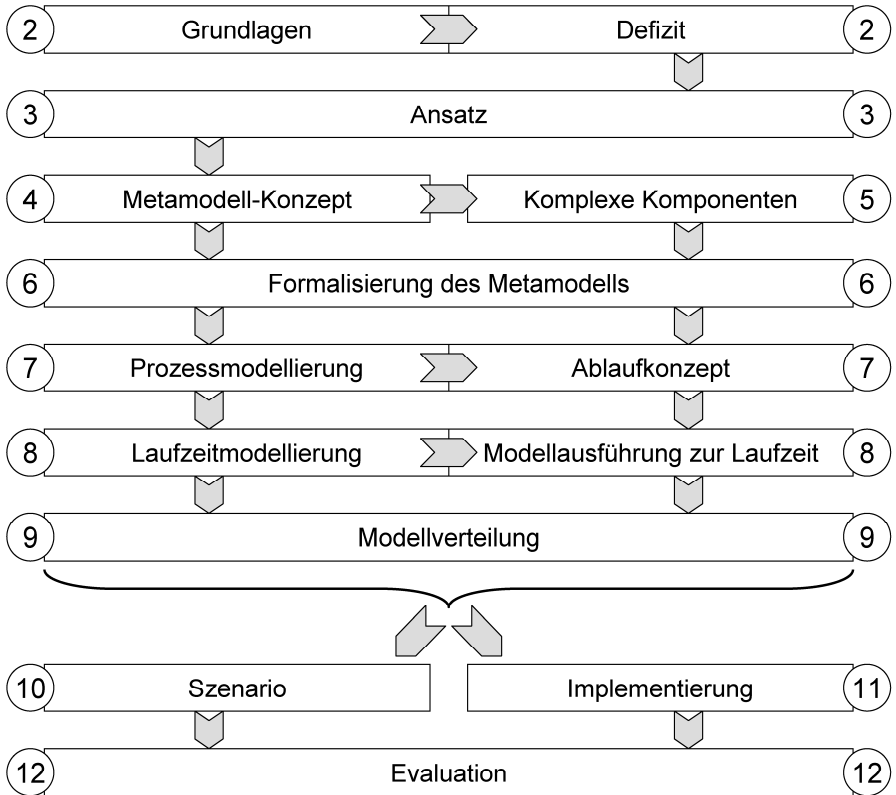 2 Grundlagen Defizit 2
3 Ansatz 3
4 Metamodell-Konzept Komplexe Komponenten 5
6 Formalisierung des Metamodells 6
7 Prozessmodellierung Ablaufkonzept 7
8 Laufzeitmodellierung Modellausführung zur Laufzeit 8
9 Modellverteilung 9
10 Szenario Implementierung 11
12 Evaluation 12